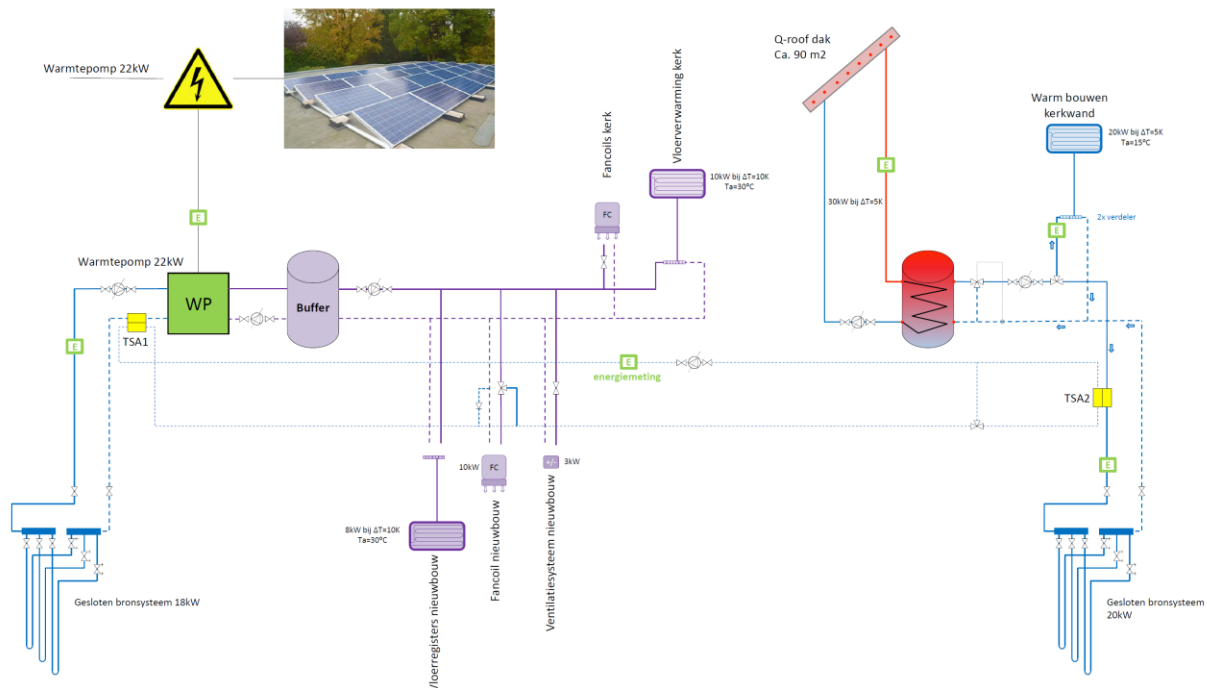 Q-roof dak
Ca. 90 m2
Warmtepomp 22kW
Warm bouwen
kerkwand
20kW bij ΔT=5K
Ta=15°C
Fancoils kerk
Vloerverwarming kerk
10kW bij ΔT=10K
Ta=30°C
E
30kW bij ΔT=5K
E
FC
2x verdeler
E
Warmtepomp 22kW
WP
Buffer
TSA1
E
E
energiemeting
TSA2
E
10kW
FC
+/-
3kW
8kW bij ΔT=10K
Ta=30°C
Vloerregisters nieuwbouw
Fancoil nieuwbouw
Ventilatiesysteem nieuwbouw
Gesloten bronsysteem 18kW
Gesloten bronsysteem
20kW